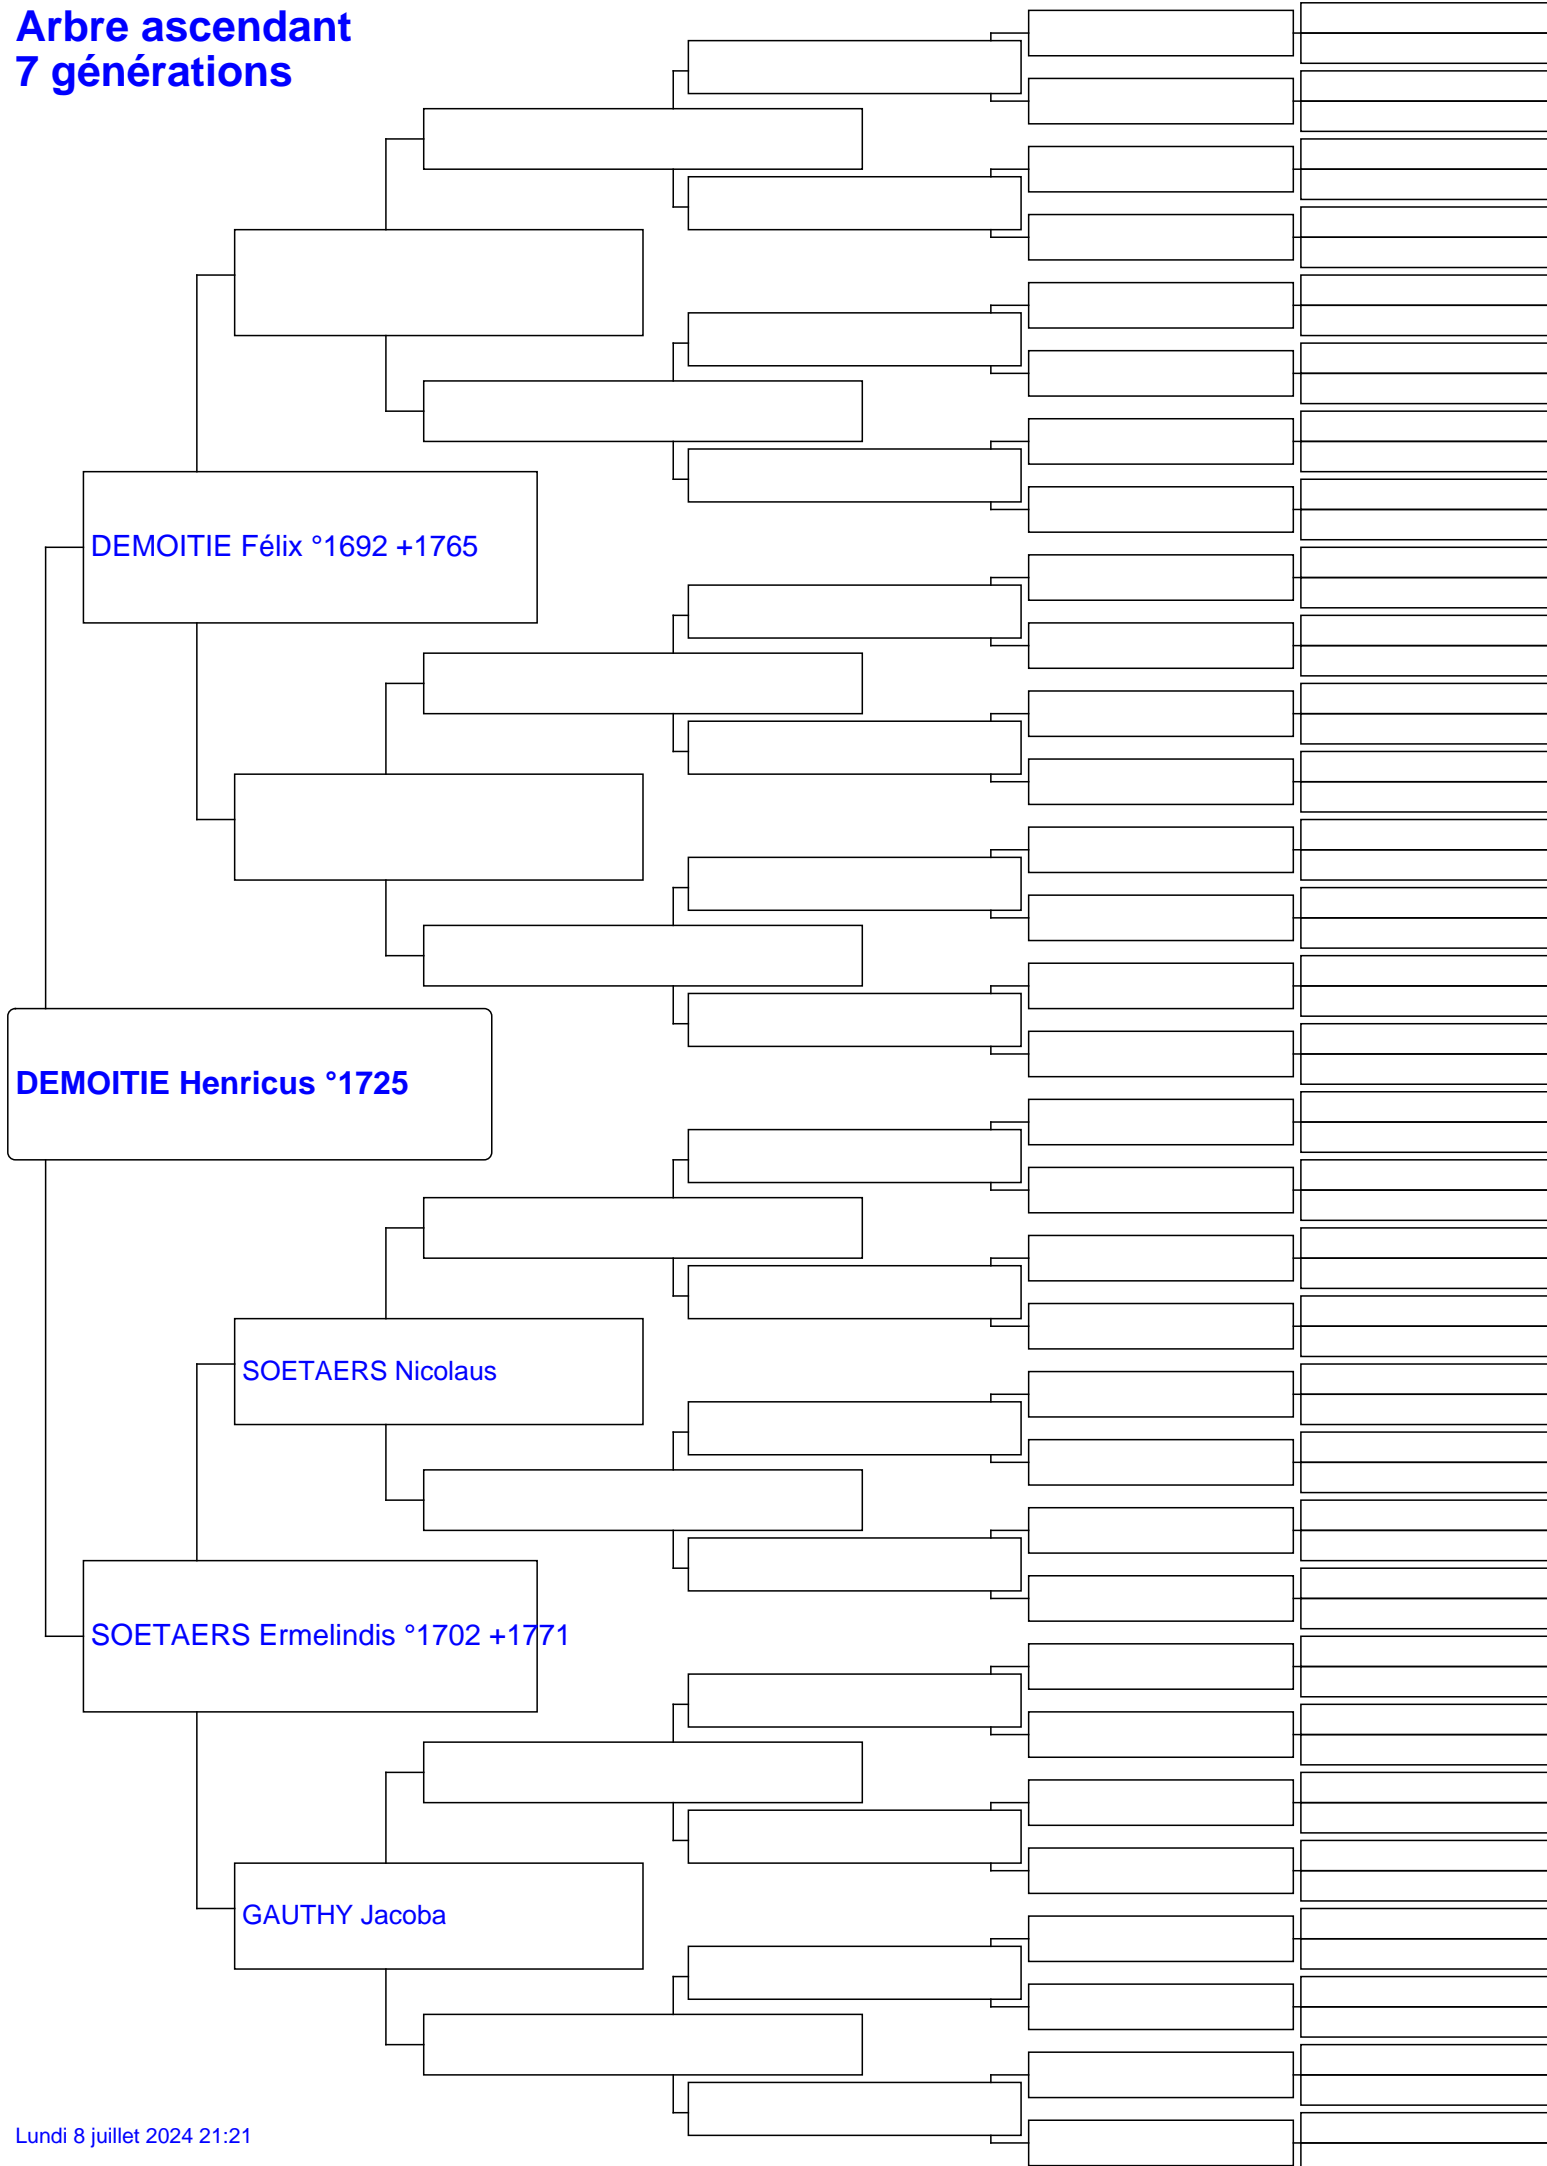 Arbre ascendant
7 générations
DEMOITIE Félix °1692 +1765
DEMOITIE Henricus °1725
SOETAERS Nicolaus
SOETAERS Ermelindis °1702 +1771
GAUTHY Jacoba
Lundi 8 juillet 2024 21:21